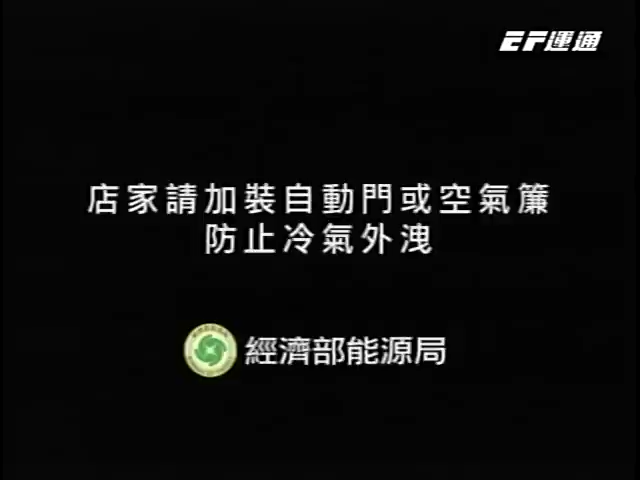 EF運通
店家請加裝自動門或空氣簾
防止冷氣外洩
經濟部能源局